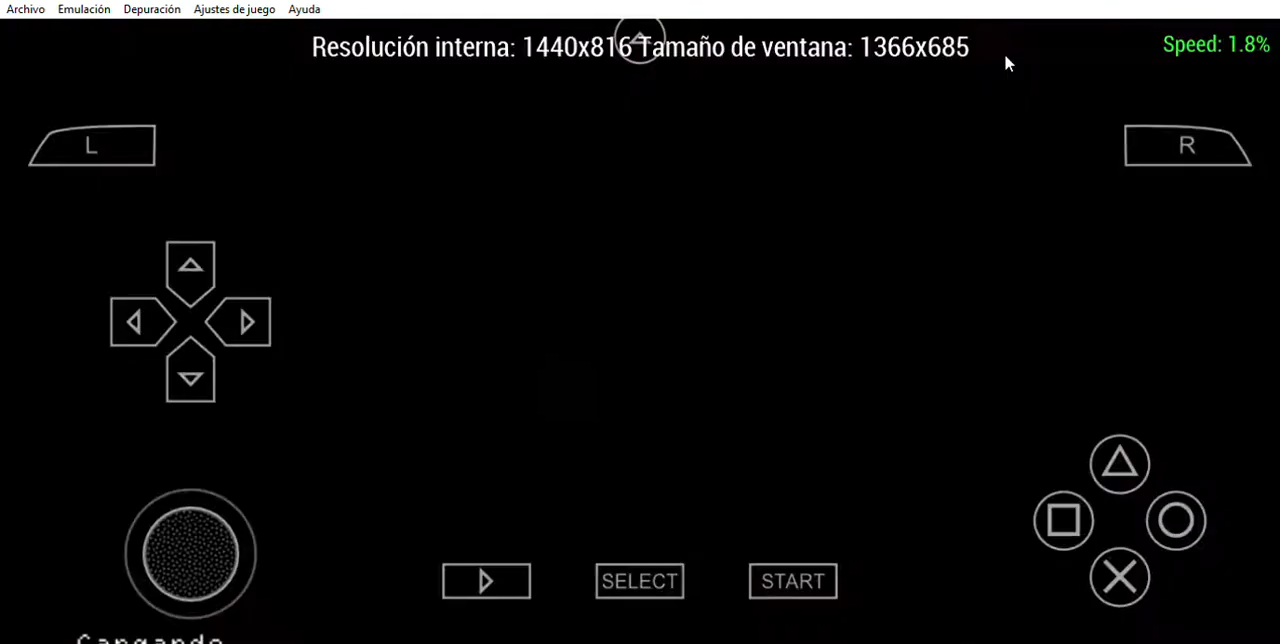 Archivo Emulación Depuración Ajustes de juego Ayuda
Resolución interna: 1440x816 Tamaño de ventana: 1366x685
Speed: 1.8%
L
R
SELECT
START
Cargando